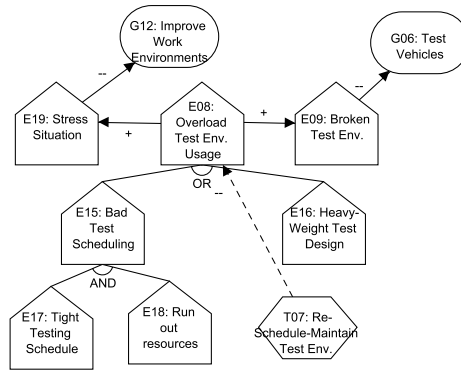 G12: Improve
Work
Environments
G06: Test
Vehicles
--
--
E19: Stress
Situation
+
E08:
Overload
Test Env.
Usage
+
E09: Broken
Test Env.
OR
--
E15: Bad
Test
Scheduling
E16: Heavy-
Weight Test
Design
AND
E17: Tight
Testing
Schedule
E18: Run
out
resources
T07: Re-
Schedule-Maintain
Test Env.